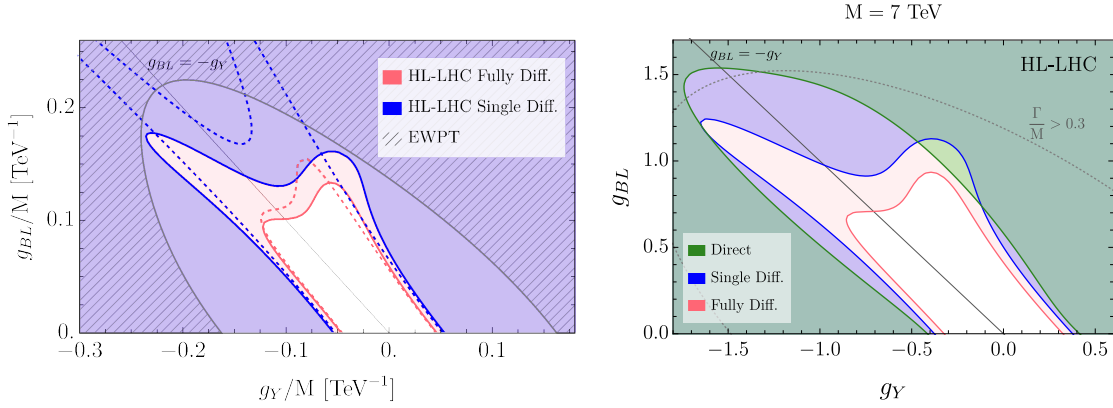 g_BL = −g_Y
HL-LHC Fully Diff.
HL-LHC Single Diff.
EWPT
g_BL/M [TeV⁻¹]
0.2
0.1
0.
−0.3
−0.2
−0.1
0.
0.1
g_Y/M [TeV⁻¹]
M = 7 TeV
g_BL = −g_Y
HL-LHC
Γ/M > 0.3
g_BL
1.5
1.0
0.5
0.0
Direct
Single Diff.
Fully Diff.
−1.5
−1.0
−0.5
0.0
0.5
g_Y